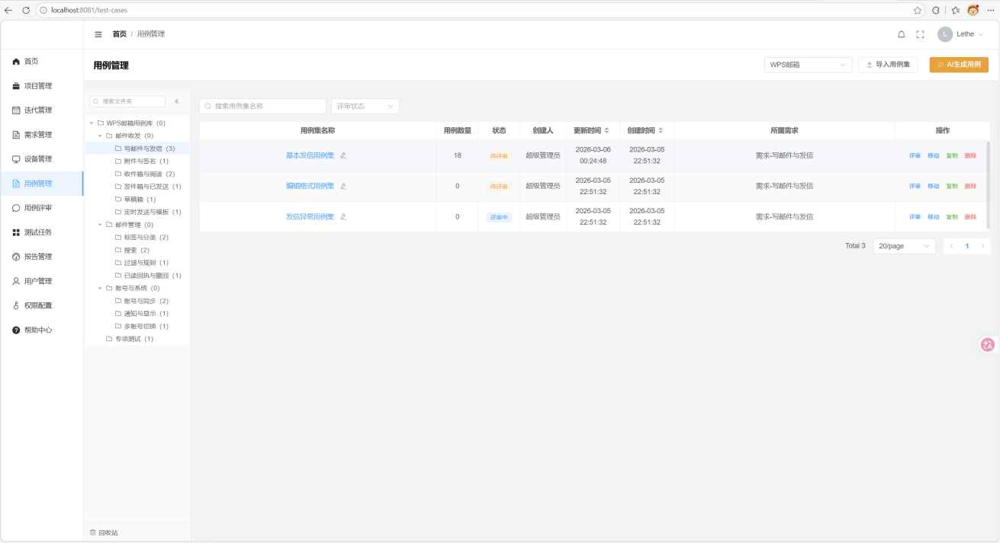 localhost:8081/test-cases
首页 / 用例管理
L Lethe
首页
项目管理
迭代管理
需求管理
设备管理
用例管理
用例评审
测试任务
报告管理
用户管理
权限配置
帮助中心
用例管理
WPS邮箱
导入用例集
AI生成用例
搜索文件夹
WPS邮箱用例库 (0)
邮件收发 (0)
写邮件与发信 (3)
附件与签名 (1)
收件箱与阅读 (2)
发件箱与已发送 (1)
草稿箱 (1)
定时发送与模板 (1)
邮件管理 (0)
标签与分类 (2)
搜索 (2)
过滤与规则 (1)
已读回执与撤回 (1)
账号与系统 (0)
账号与同步 (2)
通知与显示 (1)
多账号切换 (1)
专项测试 (1)
回收站
搜索用例集名称
评审状态
用例集名称 用例数量 状态 创建人 更新时间 创建时间 所属需求 操作
基本发信用例集 18 待评审 超级管理员 2026-03-06 00:24:48 2026-03-05 22:51:32 需求-写邮件与发信 评审 移动 复制 删除
编辑格式用例集 0 待评审 超级管理员 2026-03-05 22:51:32 2026-03-05 22:51:32 需求-写邮件与发信 评审 移动 复制 删除
发信异常用例集 0 评审中 超级管理员 2026-03-05 22:51:32 2026-03-05 22:51:32 需求-写邮件与发信 评审 移动 复制 删除
Total 3 20/page 1